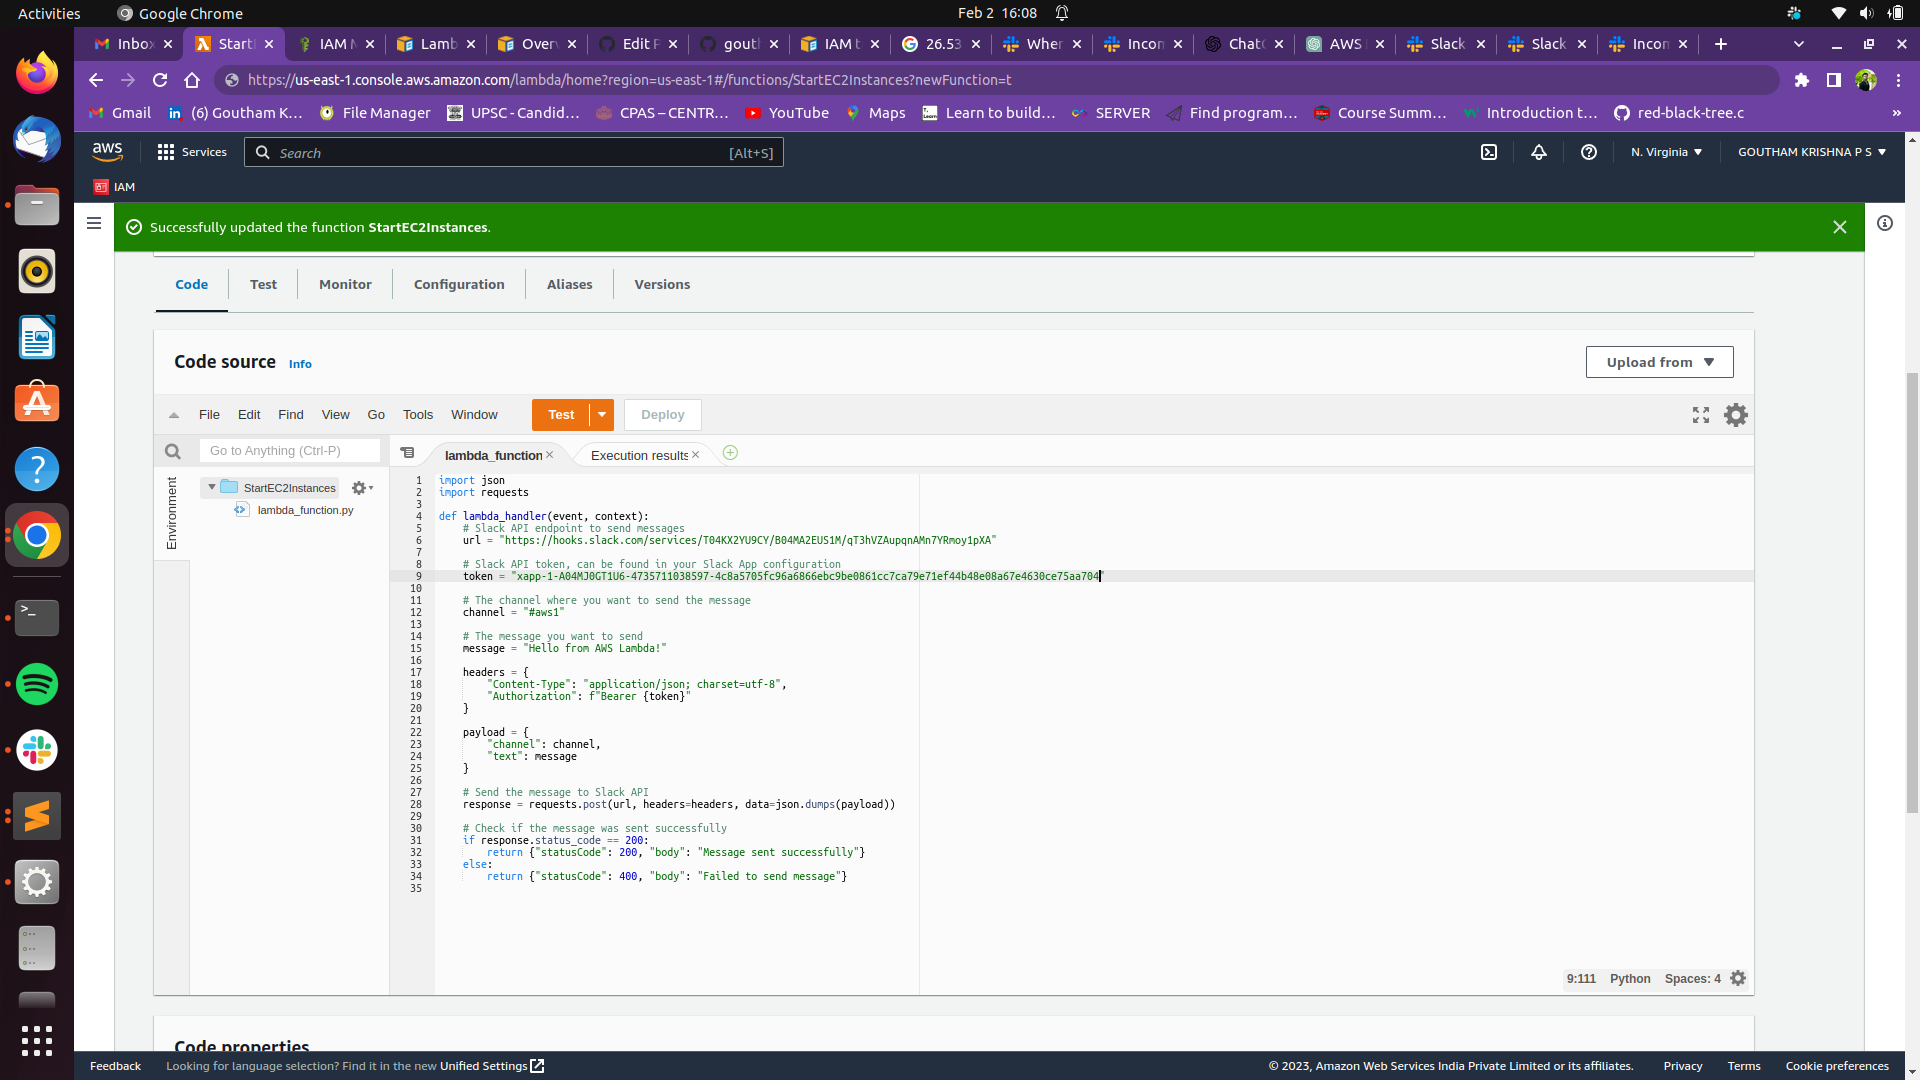 Activities
Google Chrome
Feb 2 16:08
Inbo
Start
IAM M
Lamb
Over
Edit P
gout
IAM t
26.53
Wher
Incom
ChatG
AWS
Slack
Slack
Incom
https://us-east-1.console.aws.amazon.com/lambda/home?region=us-east-1#/functions/StartEC2Instances?newFunction=t
Gmail
(6) Goutham K...
File Manager
UPSC - Candid...
CPAS – CENTR...
YouTube
Maps
Learn to build...
SERVER
Find program...
Course Summ...
Introduction t...
red-black-tree.c
»
aws
Services
Search
[Alt+S]
N. Virginia
GOUTHAM KRISHNA P S
IAM
Successfully updated the function StartEC2Instances.
Code
Test
Monitor
Configuration
Aliases
Versions
Code source
Info
Upload from
File
Edit
Find
View
Go
Tools
Window
Test
Deploy
Go to Anything (Ctrl-P)
lambda_function
Execution results
Environment
StartEC2Instances
lambda_function.py
1 import json
2 import requests
3
4 def lambda_handler(event, context):
5 # Slack API endpoint to send messages
6 url = "https://hooks.slack.com/services/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"
7
8 # Slack API token, can be found in your Slack App configuration
9 token = "xapp-1-A04MJ0GT1U6-4735711038597-4c8a5705fc96a6866ebc9be0861cc7ca79e71ef44b48e08a67e4630ce75aa704"
10
11 # The channel where you want to send the message
12 channel = "#aws1"
13
14 # The message you want to send
15 message = "Hello from AWS Lambda!"
16
17 headers = {
18 "Content-Type": "application/json; charset=utf-8",
19 "Authorization": f"Bearer {token}"
20 }
21
22 payload = {
23 "channel": channel,
24 "text": message
25 }
26
27 # Send the message to Slack API
28 response = requests.post(url, headers=headers, data=json.dumps(payload))
29
30 # Check if the message was sent successfully
31 if response.status_code == 200:
32 return {"statusCode": 200, "body": "Message sent successfully"}
33 else:
34 return {"statusCode": 400, "body": "Failed to send message"}
35
9:111 Python Spaces: 4
Code properties
Feedback
Looking for language selection? Find it in the new Unified Settings
© 2023, Amazon Web Services India Private Limited or its affiliates.
Privacy
Terms
Cookie preferences